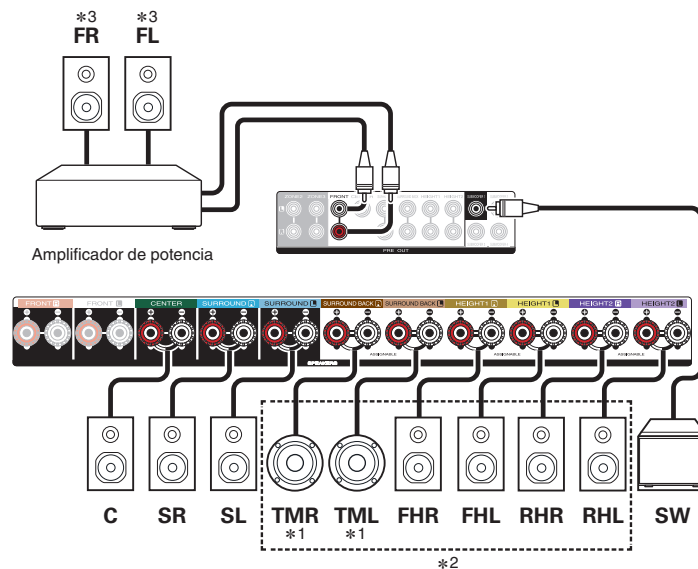 *3 *3
FR FL
Amplificador de potencia
FRONT
PRE OUT
FRONT R FRONT L CENTER SURROUND R SURROUND L SURROUND BACK R SURROUND BACK L HEIGHT1 R HEIGHT1 L HEIGHT2 R HEIGHT2 L
ASSIGNABLE ASSIGNABLE ASSIGNABLE
SPEAKERS
C SR SL TMR TML FHR FHL RHR RHL SW
*1 *1
*2